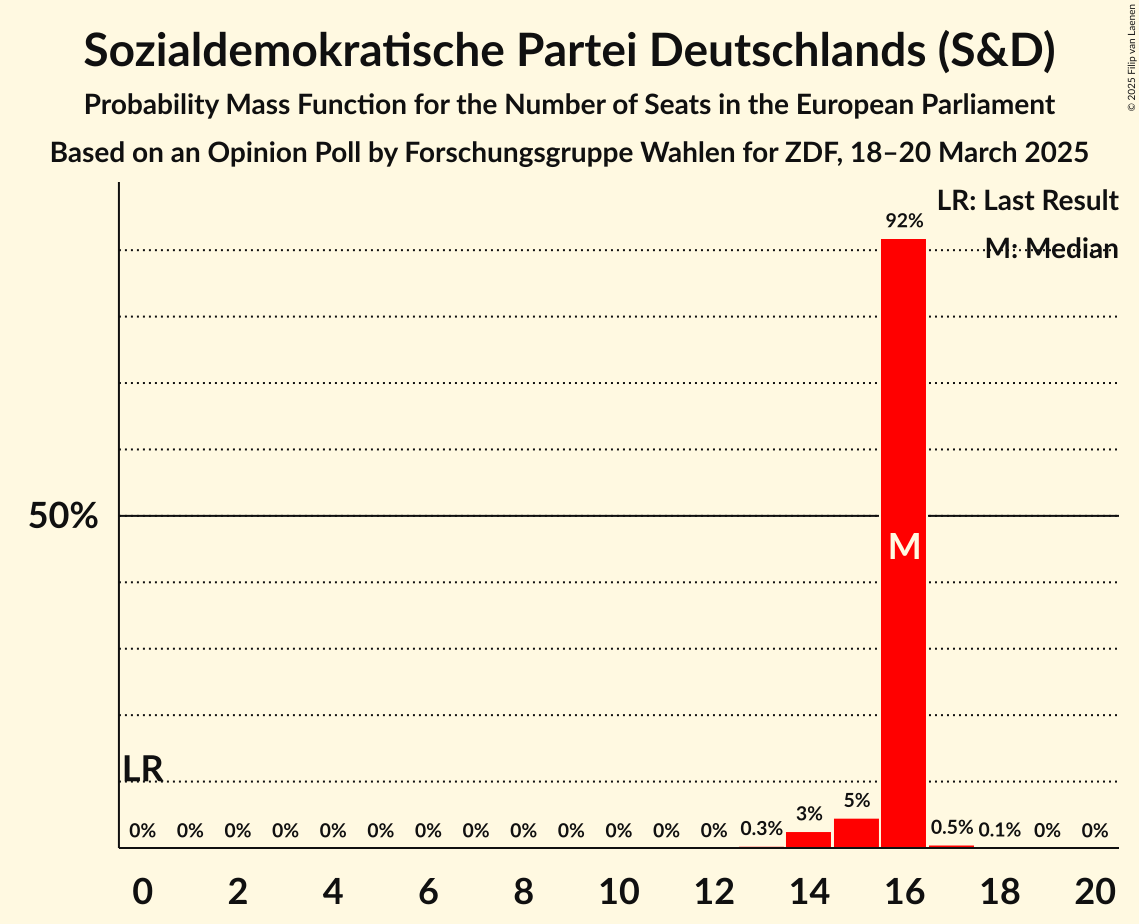 Sozialdemokratische Partei Deutschlands (S&D)
Probability Mass Function for the Number of Seats in the European Parliament
Based on an Opinion Poll by Forschungsgruppe Wahlen for ZDF, 18–20 March 2025
© 2025 Filip van Laenen
LR: Last Result
M: Median
92%
50%
M
LR
0% 0% 0% 0% 0% 0% 0% 0% 0% 0% 0% 0% 0% 0.3% 3% 5% 0.5% 0.1% 0% 0%
0 2 4 6 8 10 12 14 16 18 20